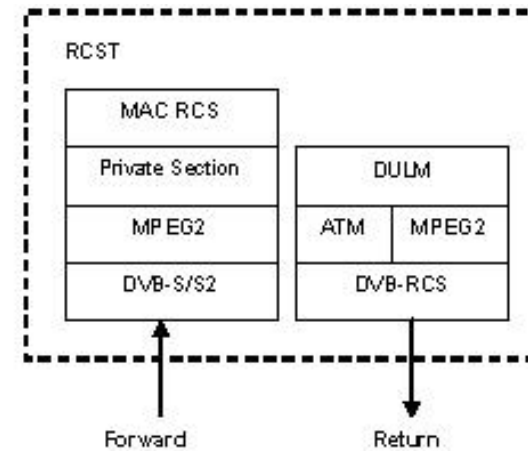 RCST
MAC RCS
Private Section
MPEG2
DVB-S/S2
DULM
ATM
MPEG2
DVB-RCS
Forward
Return